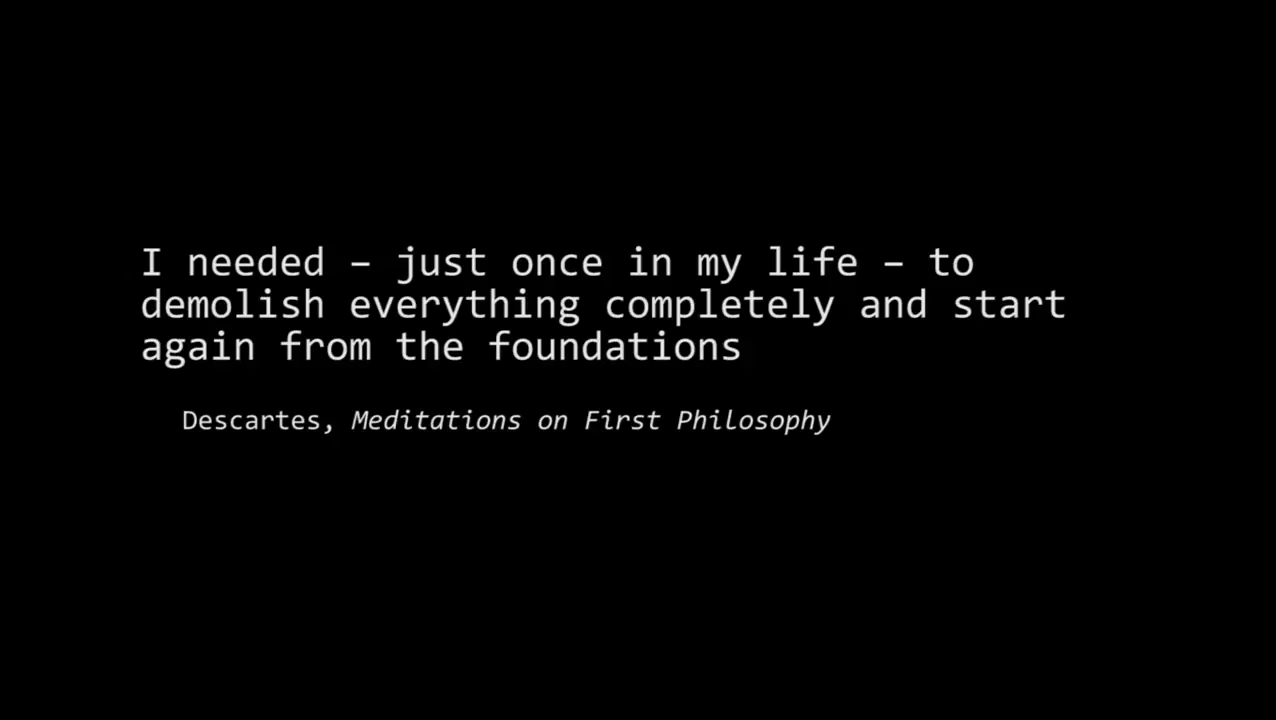 I needed – just once in my life – to
demolish everything completely and start
again from the foundations
Descartes, Meditations on First Philosophy